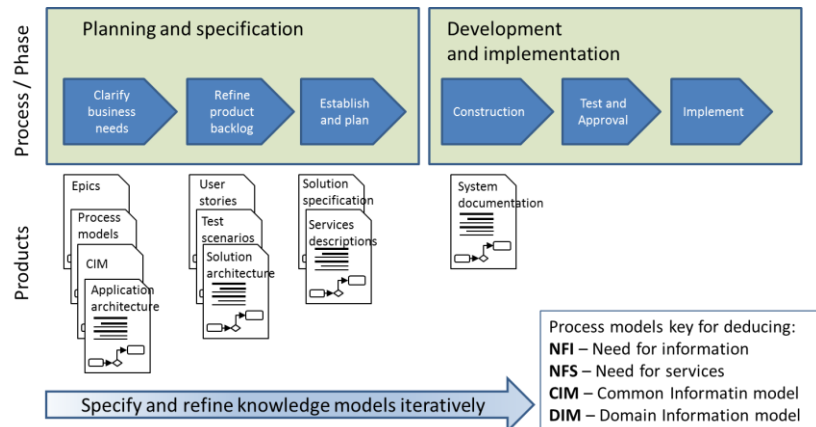 Process / Phase
Planning and specification
Clarify
business
needs
Refine
product
backlog
Establish
and plan
Development
and implementation
Construction
Test and
Approval
Implement
Products
Epics
Process
models
CIM
Application
architecture
User
stories
Test
scenarios
Solution
architecture
Solution
specification
Services
descriptions
System
documentation
Specify and refine knowledge models iteratively
Process models key for deducing:
NFI – Need for information
NFS – Need for services
CIM – Common Informatin model
DIM – Domain Information model